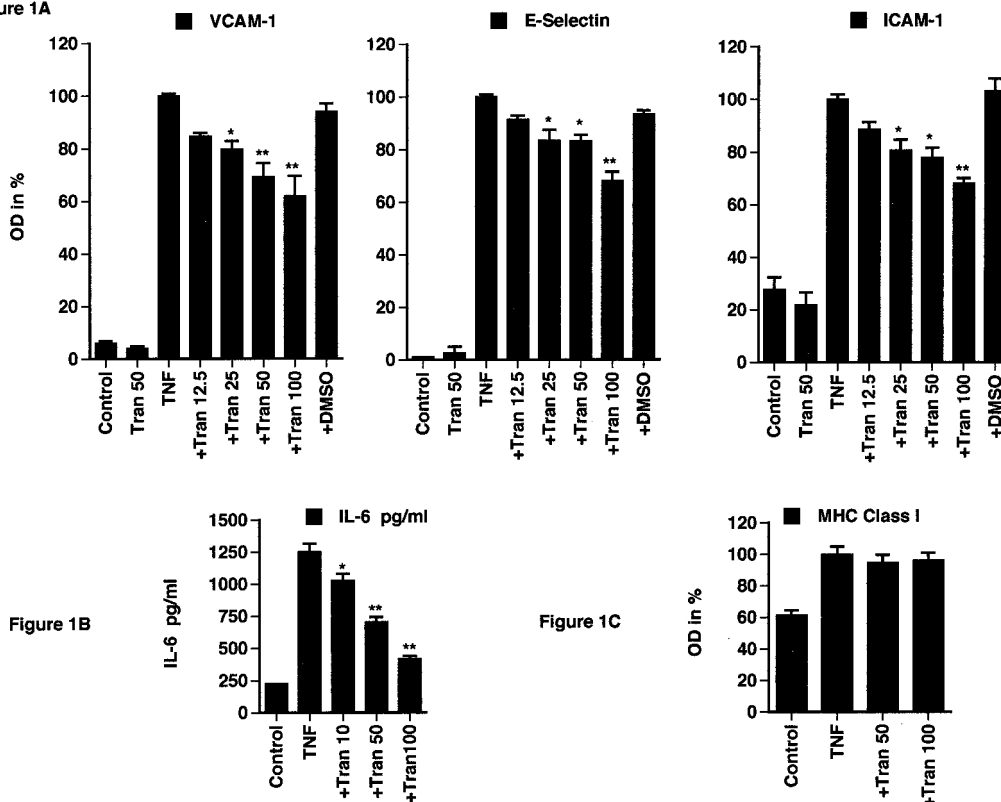 ure 1A
VCAM-1
OD in %
120
100
80
60
40
20
0
*
**
**
Control
Tran 50
TNF
+Tran 12.5
+Tran 25
+Tran 50
+Tran 100
+DMSO
E-Selectin
120
100
80
60
40
20
0
*
*
**
Control
Tran 50
TNF
+Tran 12.5
+Tran 25
+Tran 50
+Tran 100
+DMSO
ICAM-1
120
100
80
60
40
20
0
*
*
**
Control
Tran 50
TNF
+Tran 12.5
+Tran 25
+Tran 50
+Tran 100
+DMSO
Figure 1B
IL-6 pg/ml
IL-6 pg/ml
1500
1250
1000
750
500
250
0
*
**
**
Control
TNF
+Tran 10
+Tran 50
+Tran100
Figure 1C
MHC Class I
OD in %
120
100
80
60
40
20
0
Control
TNF
+Tran 50
+Tran 100